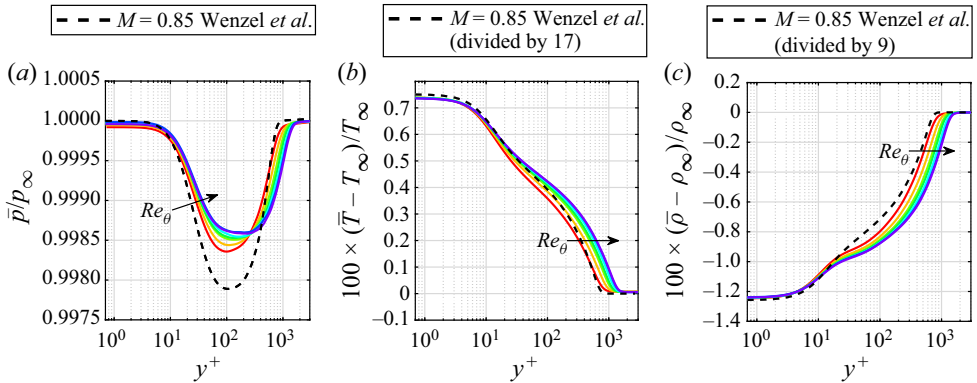 M = 0.85 Wenzel et al.
M = 0.85 Wenzel et al.
(divided by 17)
M = 0.85 Wenzel et al.
(divided by 9)
(a)
1.0005
1.0000
0.9995
0.9990
0.9985
0.9980
0.9975
p̄/p∞
Reθ
10⁰ 10¹ 10² 10³
y⁺
(b)
0.7
0.6
0.5
0.4
0.3
0.2
0.1
0
−0.1
100 × (T̄ − T∞)/T∞
Reθ
10⁰ 10¹ 10² 10³
y⁺
(c)
0.2
0
−0.2
−0.4
−0.6
−0.8
−1.0
−1.2
−1.4
100 × (ρ̄ − ρ∞)/ρ∞
Reθ
10⁰ 10¹ 10² 10³
y⁺